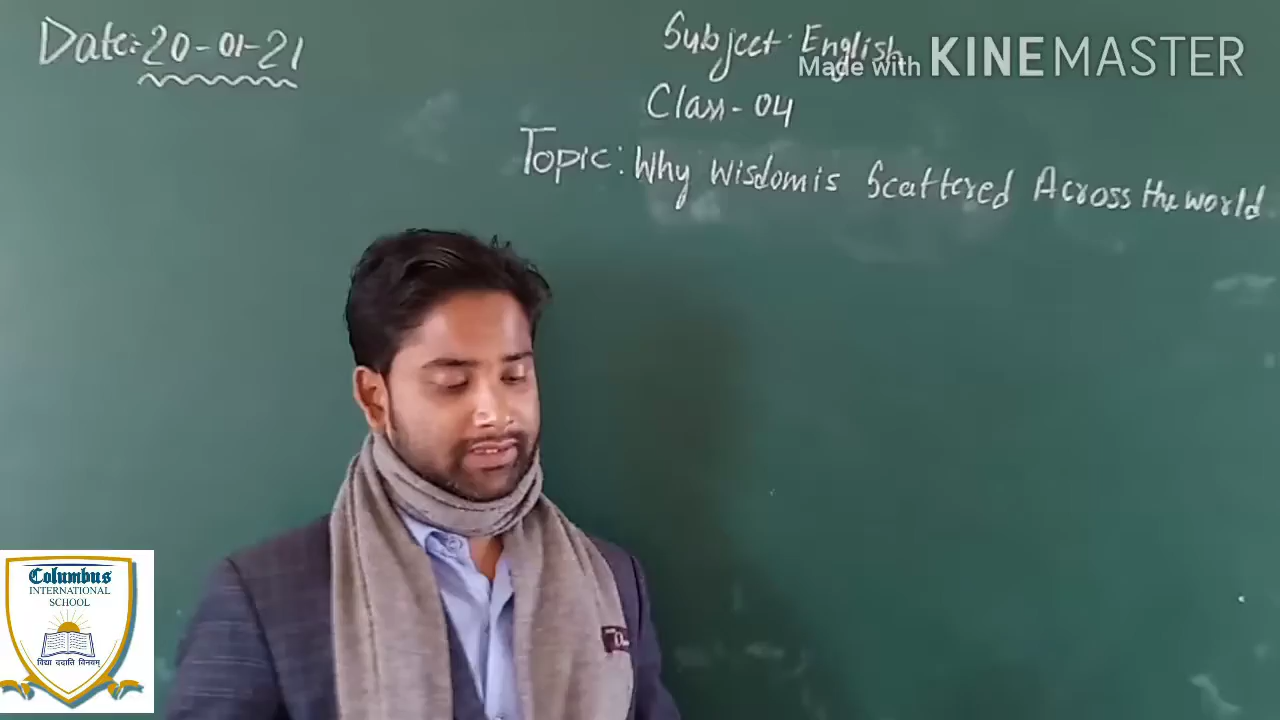 Date:-20-01-21
Subject: English
Made with KINEMASTER
Class-04
Topic: Why Wisdom is Scattered Across the world
Columbus
INTERNATIONAL
SCHOOL
विद्या ददाति विनयम्